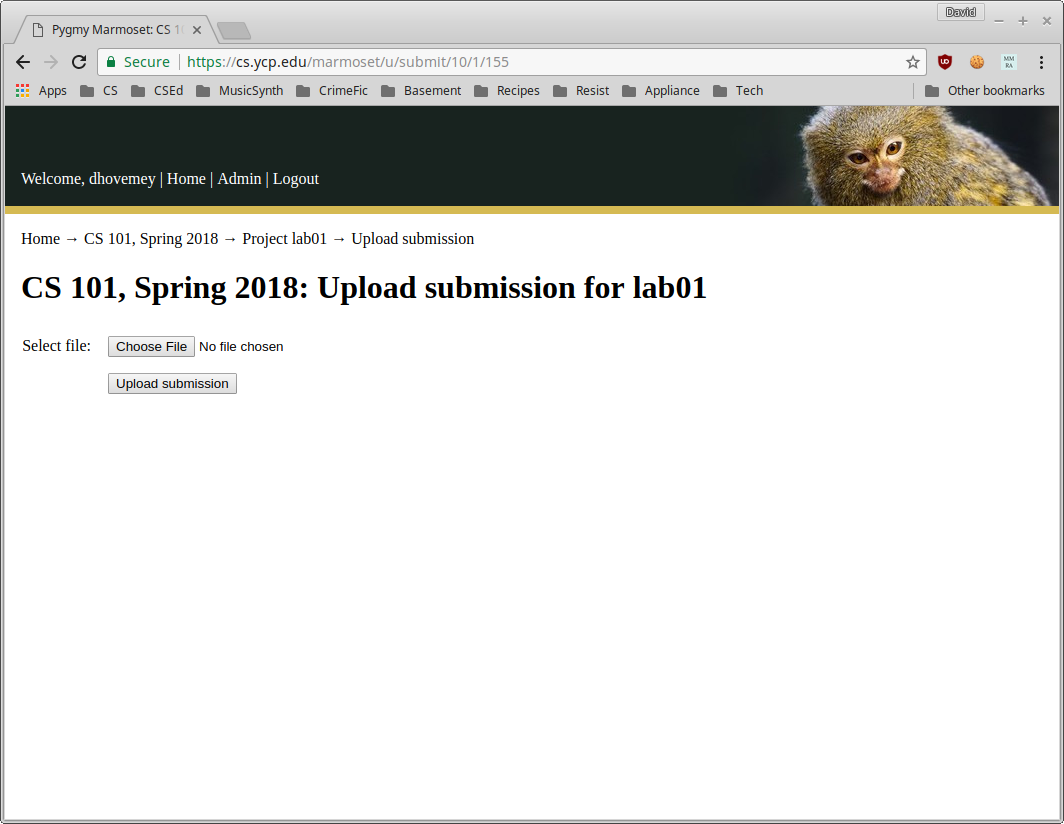 David
Pygmy Marmoset: CS 1
Secure https://cs.ycp.edu/marmoset/u/submit/10/1/155
UD
MM
RA
Apps CS CSEd MusicSynth CrimeFic Basement Recipes Resist Appliance Tech Other bookmarks
Welcome, dhovemey | Home | Admin | Logout
Home → CS 101, Spring 2018 → Project lab01 → Upload submission
CS 101, Spring 2018: Upload submission for lab01
Select file: Choose File No file chosen
Upload submission